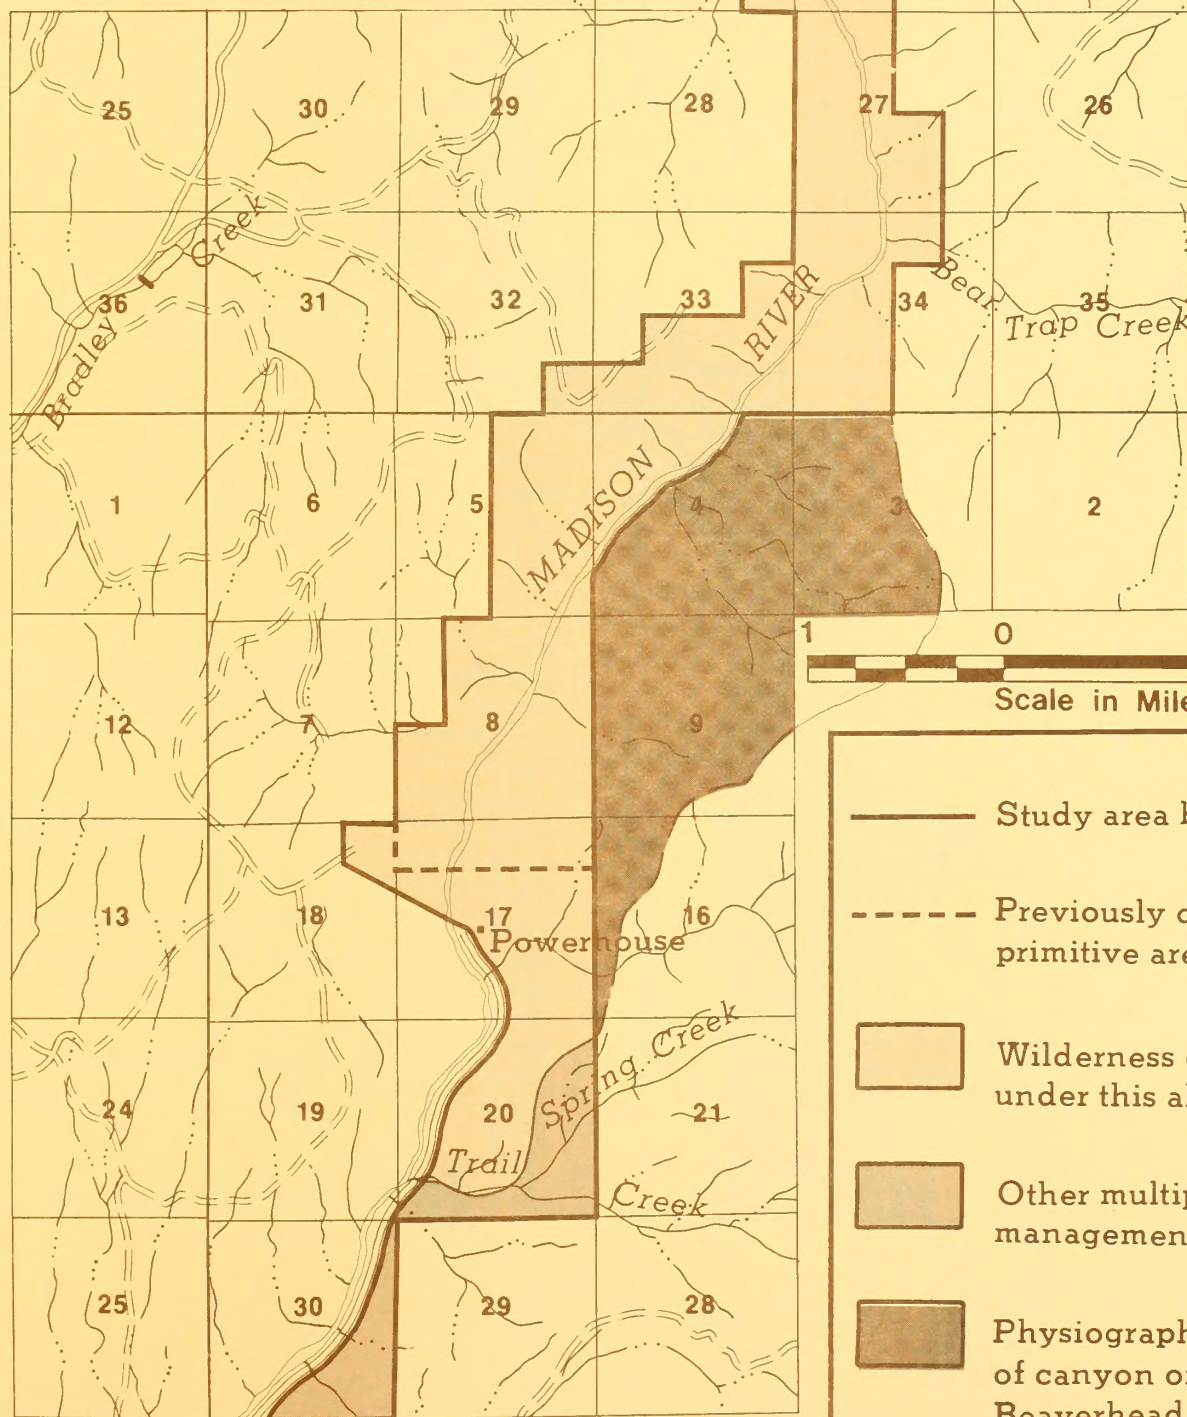 25 30 29 28 27 26
Creek
36 31 32 33 34 35
Bradley
RIVER
Bear
Trap Creek
1 6 5 4 3 2
MADISON
1 0
12 7 8 9
Scale in Mile
Study area
13 18 17 16
Previously
Powerhouse
primitive are
Spring Creek
Wilderness
under this a
24 19 20 21
Trail
Creek
Other multip
managemen
25 30 29 28
Physiograph
of canyon o
Beaverhead